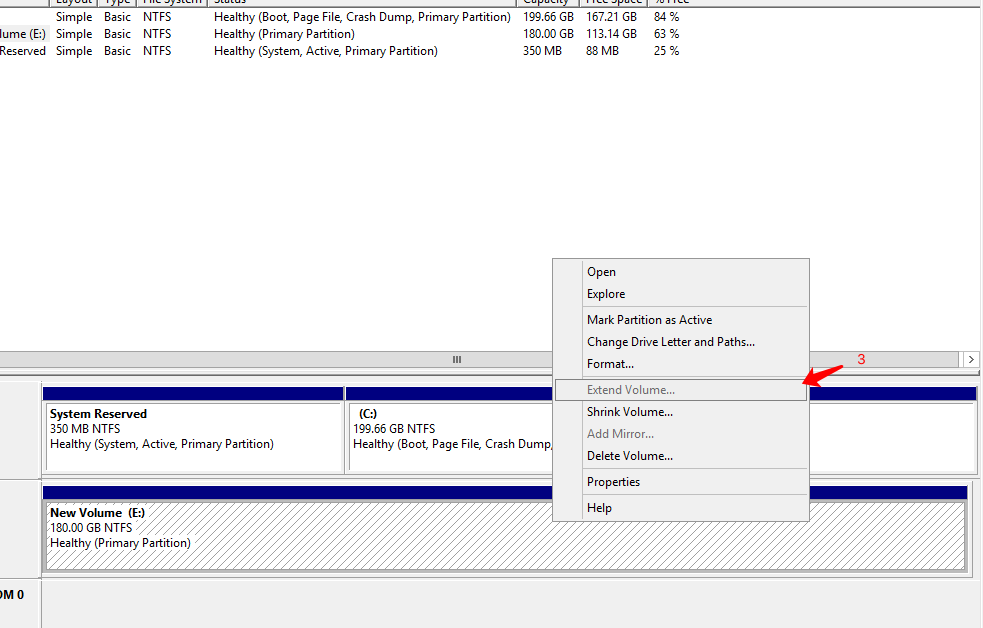 Layout Type File System Status Capacity Free Space % Free
Simple Basic NTFS Healthy (Boot, Page File, Crash Dump, Primary Partition) 199.66 GB 167.21 GB 84 %
lume (E:) Simple Basic NTFS Healthy (Primary Partition) 180.00 GB 113.14 GB 63 %
Reserved Simple Basic NTFS Healthy (System, Active, Primary Partition) 350 MB 88 MB 25 %
Open
Explore
Mark Partition as Active
Change Drive Letter and Paths...
Format...
3
Extend Volume...
Shrink Volume...
Add Mirror...
Delete Volume...
Properties
Help
System Reserved
350 MB NTFS
Healthy (System, Active, Primary Partition)
(C:)
199.66 GB NTFS
Healthy (Boot, Page File, Crash Dump,
New Volume (E:)
180.00 GB NTFS
Healthy (Primary Partition)
OM 0